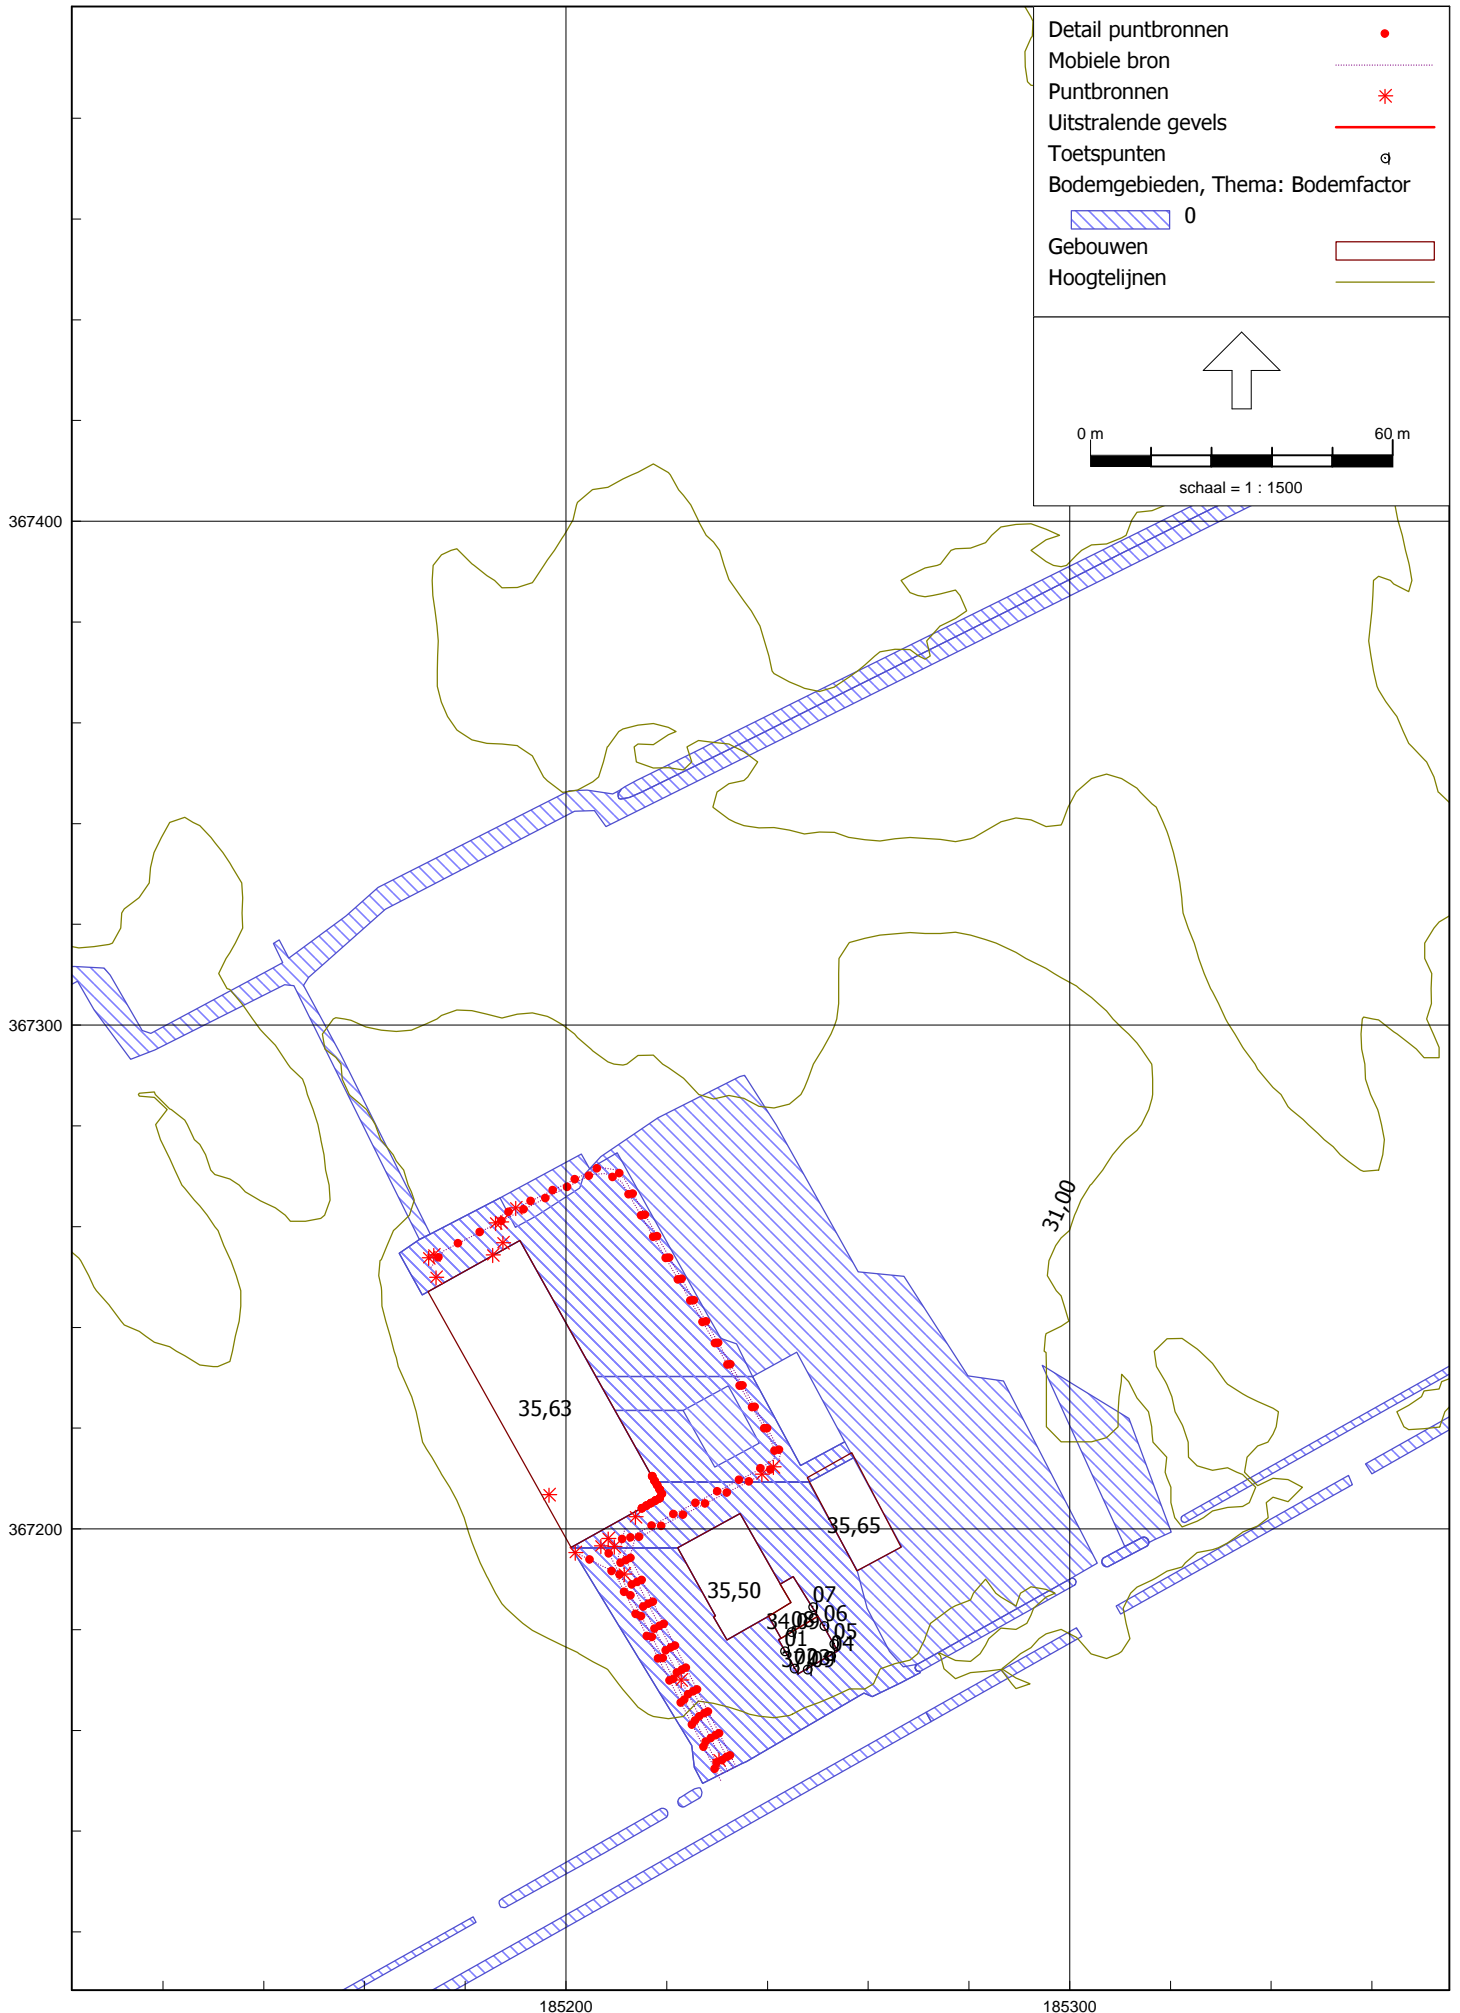 Detail puntbronnen
Mobiele bron
Puntbronnen
Uitstralende gevels
Toetspunten
Bodemgebieden, Thema: Bodemfactor
0
Gebouwen
Hoogtelijnen
0 m 60 m
schaal = 1 : 1500
367400
367300
31,00
35,63
367200
35,65
35,50
07
06
05
01
04
185200 185300